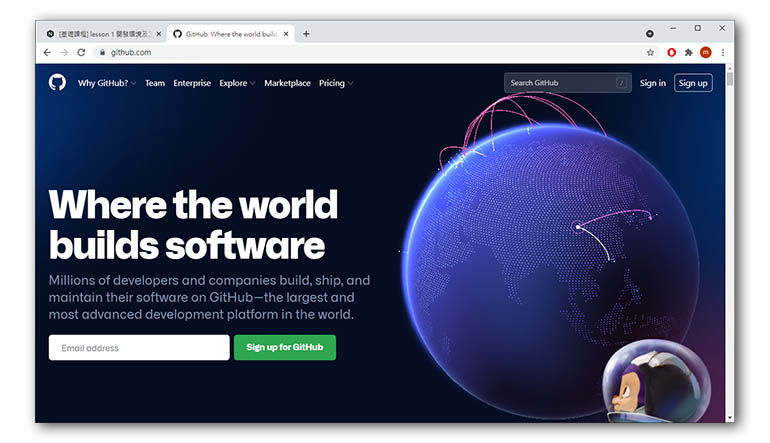 [基礎課程] lesson 1 開發環境及
GitHub: Where the world build
github.com
m
Why GitHub?
Team
Enterprise
Explore
Marketplace
Pricing
Search GitHub
/
Sign in
Sign up
Where the world
builds software
Millions of developers and companies build, ship, and
maintain their software on GitHub—the largest and
most advanced development platform in the world.
Email address
Sign up for GitHub